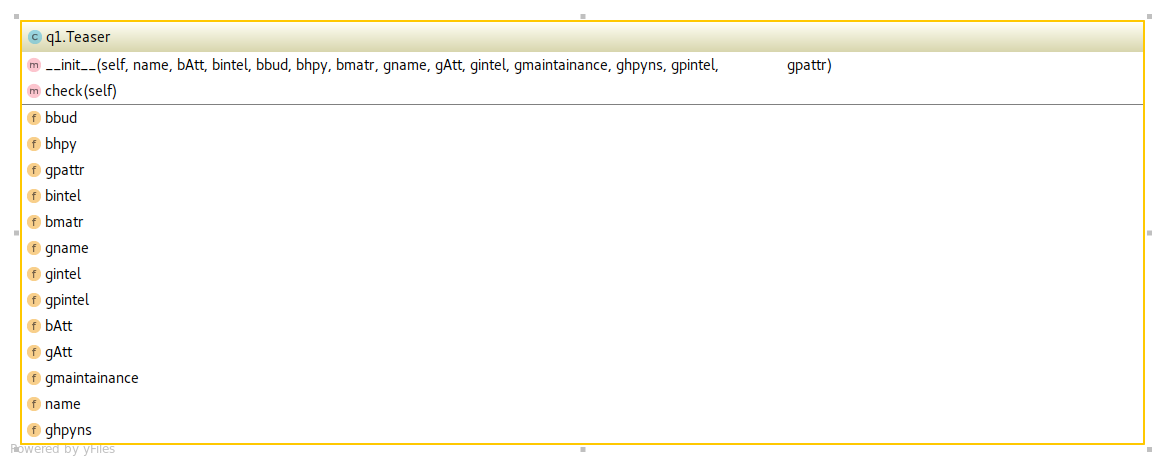 c q1.Teaser
m __init__(self, name, bAtt, bintel, bbud, bhpy, bmatr, gname, gAtt, gintel, gmaintainance, ghpyns, gpintel, gpattr)
m check(self)
f bbud
f bhpy
f gpattr
f bintel
f bmatr
f gname
f gintel
f gpintel
f bAtt
f gAtt
f gmaintainance
f name
f ghpyns
Powered by yFiles